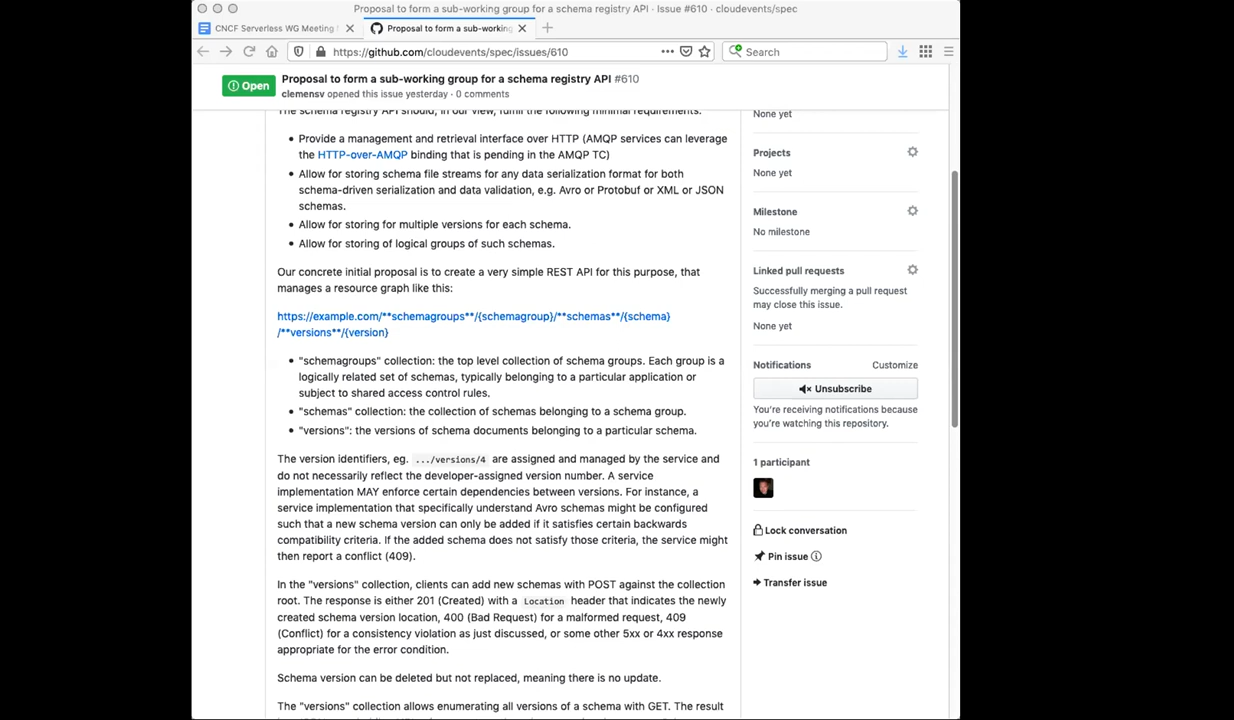 Proposal to form a sub-working group for a schema registry API · Issue #610 · cloudevents/spec
CNCF Serverless WG Meeting
Proposal to form a sub-working
https://github.com/cloudevents/spec/issues/610
Search
Open
Proposal to form a sub-working group for a schema registry API #610
clemensv opened this issue yesterday · 0 comments
The schema registry API should, in our view, fulfill the following minimal requirements:
• Provide a management and retrieval interface over HTTP (AMQP services can leverage
the HTTP-over-AMQP binding that is pending in the AMQP TC)
• Allow for storing schema file streams for any data serialization format for both
schema-driven serialization and data validation, e.g. Avro or Protobuf or XML or JSON
schemas.
• Allow for storing for multiple versions for each schema.
• Allow for storing of logical groups of such schemas.
Our concrete initial proposal is to create a very simple REST API for this purpose, that
manages a resource graph like this:
https://example.com/**schemagroups**/{schemagroup}/**schemas**/{schema}
/**versions**/{version}
• "schemagroups" collection: the top level collection of schema groups. Each group is a
logically related set of schemas, typically belonging to a particular application or
subject to shared access control rules.
• "schemas" collection: the collection of schemas belonging to a schema group.
• "versions": the versions of schema documents belonging to a particular schema.
The version identifiers, eg. .../versions/4 are assigned and managed by the service and
do not necessarily reflect the developer-assigned version number. A service
implementation MAY enforce certain dependencies between versions. For instance, a
service implementation that specifically understand Avro schemas might be configured
such that a new schema version can only be added if it satisfies certain backwards
compatibility criteria. If the added schema does not satisfy those criteria, the service might
then report a conflict (409).
In the "versions" collection, clients can add new schemas with POST against the collection
root. The response is either 201 (Created) with a Location header that indicates the newly
created schema version location, 400 (Bad Request) for a malformed request, 409
(Conflict) for a consistency violation as just discussed, or some other 5xx or 4xx response
appropriate for the error condition.
Schema version can be deleted but not replaced, meaning there is no update.
The "versions" collection allows enumerating all versions of a schema with GET. The result
None yet
Projects
None yet
Milestone
No milestone
Linked pull requests
Successfully merging a pull request
may close this issue.
None yet
Notifications
Customize
Unsubscribe
You're receiving notifications because
you're watching this repository.
1 participant
Lock conversation
Pin issue
Transfer issue